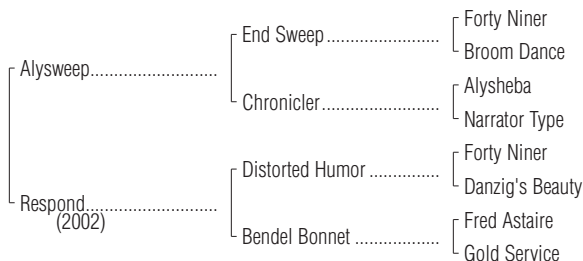 Forty Niner
End Sweep
Broom Dance
Alysweep
Alysheba
Chronicler
Narrator Type
Forty Niner
Distorted Humor
Danzig's Beauty
Respond
(2002)
Fred Astaire
Bendel Bonnet
Gold Service